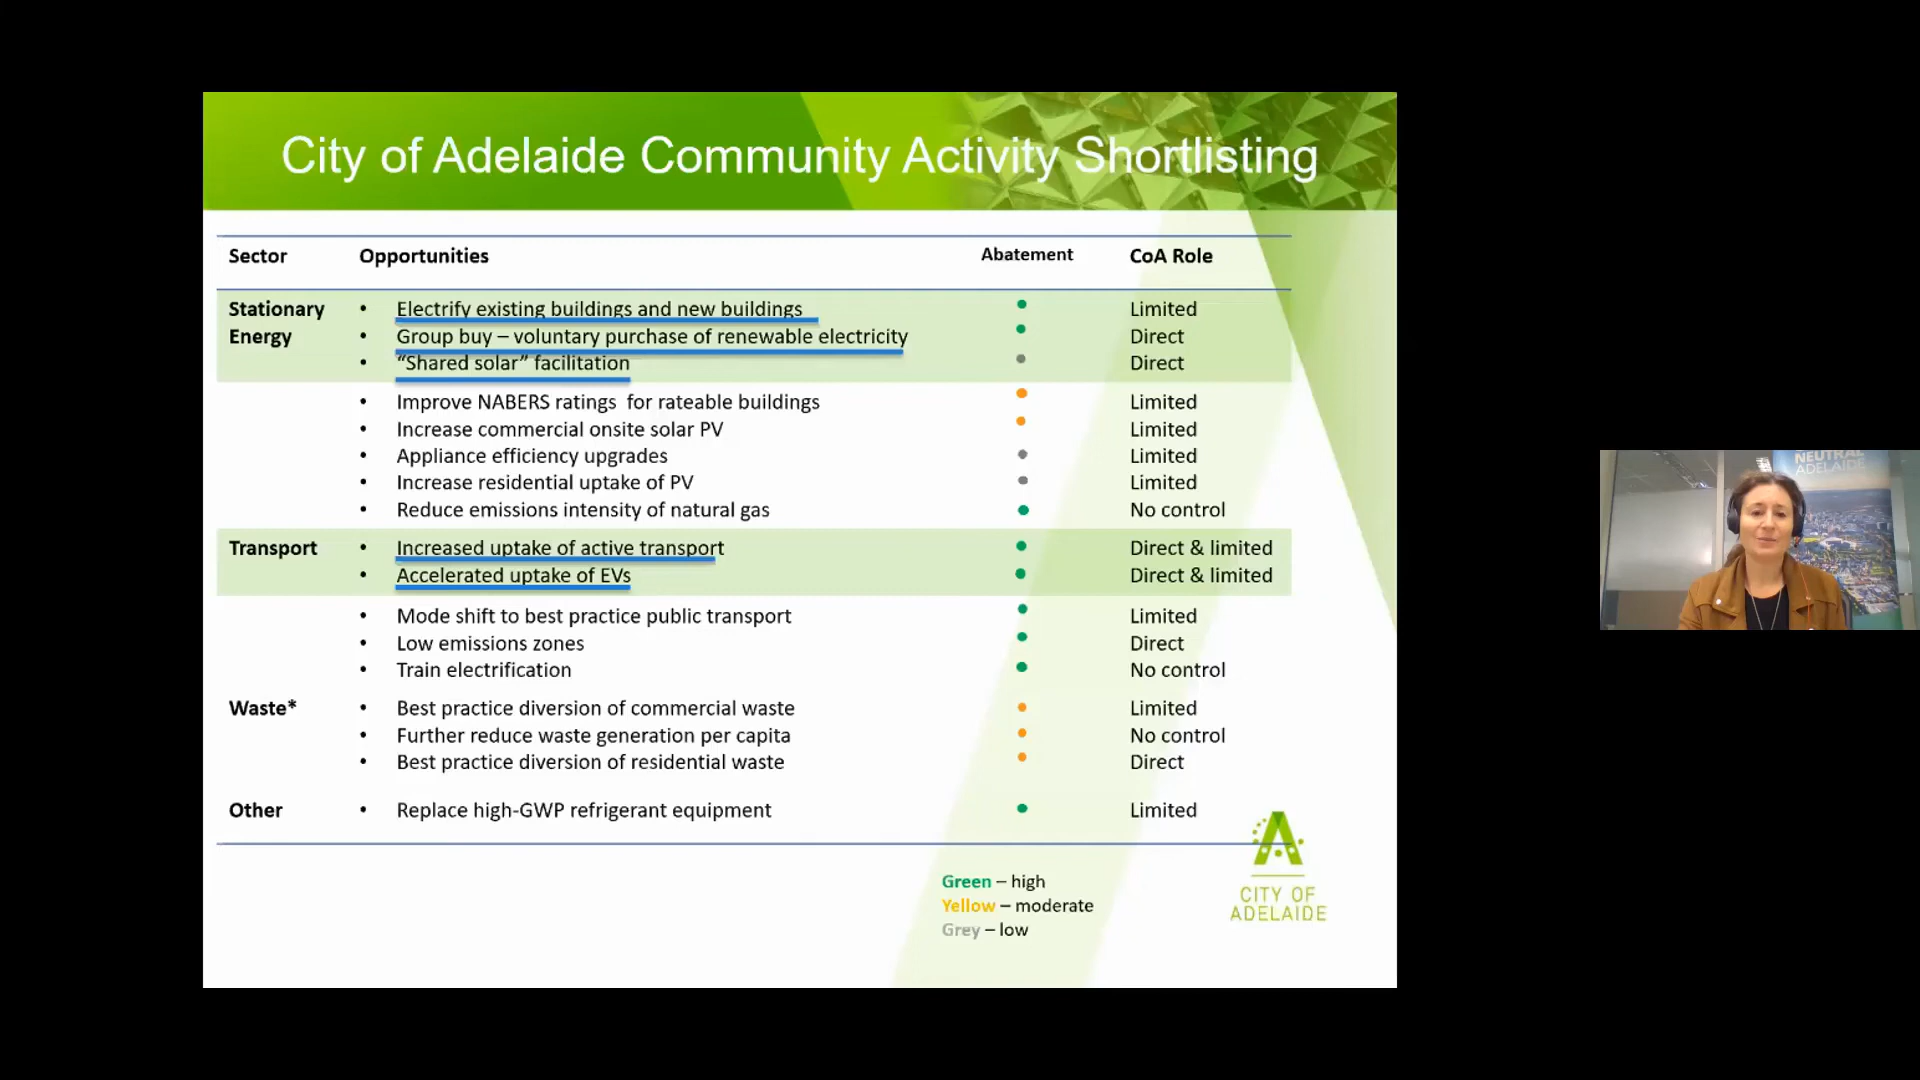 City of Adelaide Community Activity Shortlisting
Sector Opportunities Abatement CoA Role
Stationary • Electrify existing buildings and new buildings Limited
Energy • Group buy – voluntary purchase of renewable electricity Direct
• “Shared solar” facilitation Direct
• Improve NABERS ratings for rateable buildings Limited
• Increase commercial onsite solar PV Limited
• Appliance efficiency upgrades Limited
• Increase residential uptake of PV Limited
• Reduce emissions intensity of natural gas No control
Transport • Increased uptake of active transport Direct & limited
• Accelerated uptake of EVs Direct & limited
• Mode shift to best practice public transport Limited
• Low emissions zones Direct
• Train electrification No control
Waste* • Best practice diversion of commercial waste Limited
• Further reduce waste generation per capita No control
• Best practice diversion of residential waste Direct
Other • Replace high-GWP refrigerant equipment Limited
Green – high
Yellow – moderate
Grey – low
CITY OF
ADELAIDE
NEUTRAL
ADELAIDE